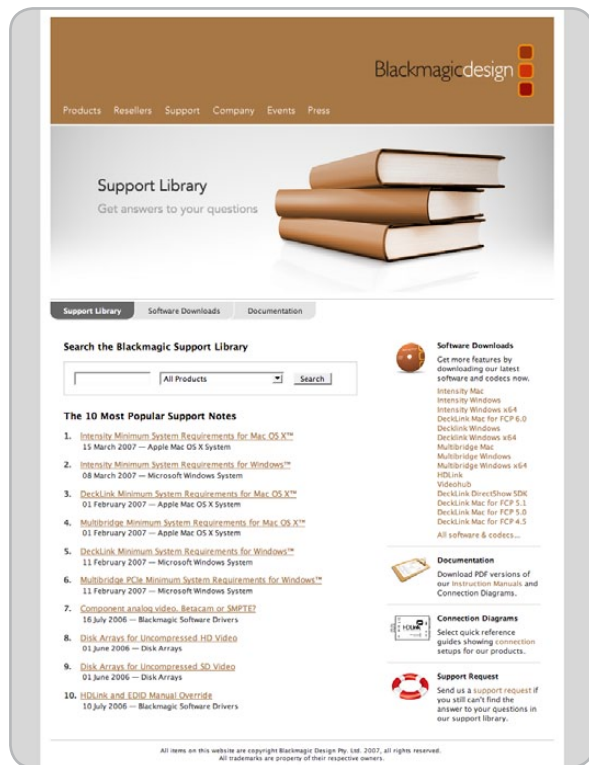 Blackmagicdesign
Products Resellers Support Company Events Press
Support Library
Get answers to your questions
Support Library Software Downloads Documentation
Search the Blackmagic Support Library
All Products Search
The 10 Most Popular Support Notes
1. Intensity Minimum System Requirements for Mac OS X™
15 March 2007 — Apple Mac OS X System
2. Intensity Minimum System Requirements for Windows™
08 March 2007 — Microsoft Windows System
3. DeckLink Minimum System Requirements for Mac OS X™
01 February 2007 — Apple Mac OS X System
4. Multibridge Minimum System Requirements for Mac OS X™
01 February 2007 — Apple Mac OS X System
5. DeckLink Minimum System Requirements for Windows™
11 February 2007 — Microsoft Windows System
6. Multibridge PCIe Minimum System Requirements for Windows™
11 February 2007 — Microsoft Windows System
7. Component analog video. Betacam or SMPTE?
16 July 2006 — Blackmagic Software Drivers
8. Disk Arrays for Uncompressed HD Video
01 June 2006 — Disk Arrays
9. Disk Arrays for Uncompressed SD Video
01 June 2006 — Disk Arrays
10. HDLink and EDID Manual Override
10 July 2006 — Blackmagic Software Drivers
Software Downloads
Get more features by
downloading our latest
software and codecs now.
Intensity Mac
Intensity Windows
Intensity Windows x64
DeckLink Mac for FCP 6.0
Decklink Windows
Decklink Windows x64
Multibridge Mac
Multibridge Windows
Multibridge Windows x64
HDLink
Videohub
DeckLink DirectShow SDK
DeckLink Mac for FCP 5.1
DeckLink Mac for FCP 5.0
DeckLink Mac for FCP 4.5
All software & codecs...
Documentation
Download PDF versions of
our Instruction Manuals and
Connection Diagrams.
HDLink
Connection Diagrams
Select quick reference
guides showing connection
setups for our products.
Support Request
Send us a support request if
you still can't find the
answer to your questions in
our support library.
All items on this website are copyright Blackmagic Design Pty. Ltd. 2007, all rights reserved.
All trademarks are property of their respective owners.